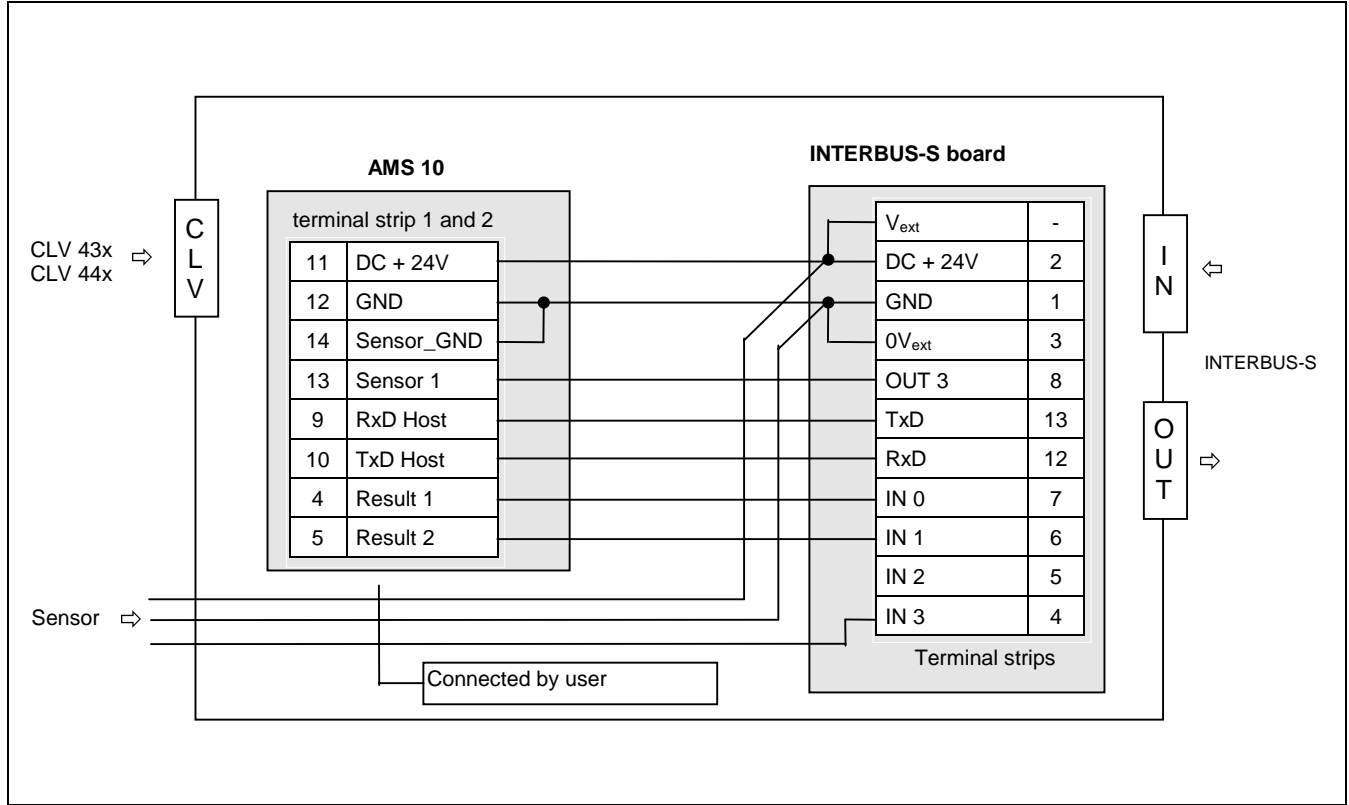 AMS 10
INTERBUS-S board
terminal strip 1 and 2
11 DC + 24V
12 GND
14 Sensor_GND
13 Sensor 1
9 RxD Host
10 TxD Host
4 Result 1
5 Result 2
Vext -
DC + 24V 2
GND 1
0Vext 3
OUT 3 8
TxD 13
RxD 12
IN 0 7
IN 1 6
IN 2 5
IN 3 4
Terminal strips
CLV 43x
CLV 44x
CLV
IN
INTERBUS-S
OUT
Sensor
Connected by user